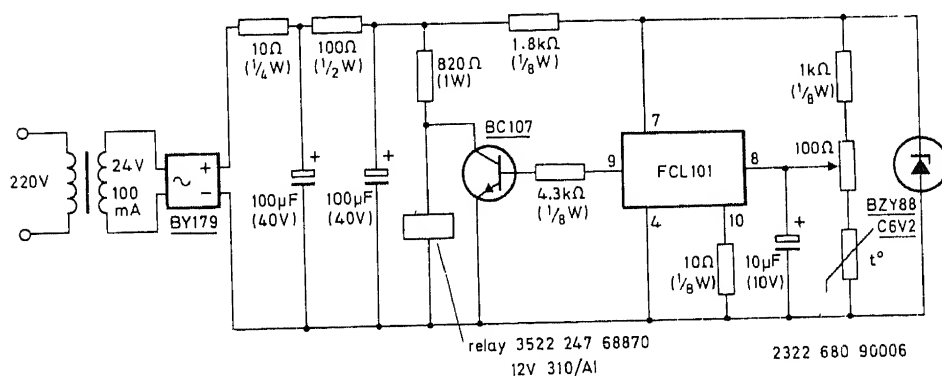 10Ω
(1/4W)
100Ω
(1/2W)
820Ω
(1W)
1.8kΩ
(1/8W)
1kΩ
(1/8W)
220V
24V
100
mA
~
+
−
BY179
+
100µF
(40V)
+
100µF
(40V)
BC107
4.3kΩ
(1/8W)
9
7
FCL101
8
4
10
10Ω
(1/8W)
+
10µF
(10V)
100Ω
BZY88
C6V2
t°
relay 3522 247 68870
12V 310/A1
2322 680 90006